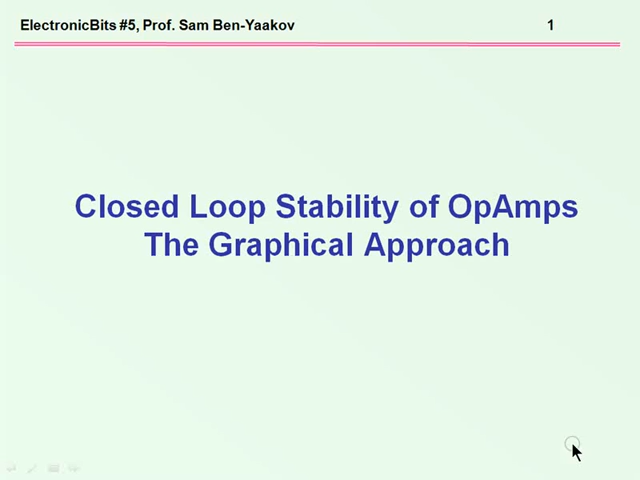 ElectronicBits #5, Prof. Sam Ben-Yaakov 1
Closed Loop Stability of OpAmps
The Graphical Approach